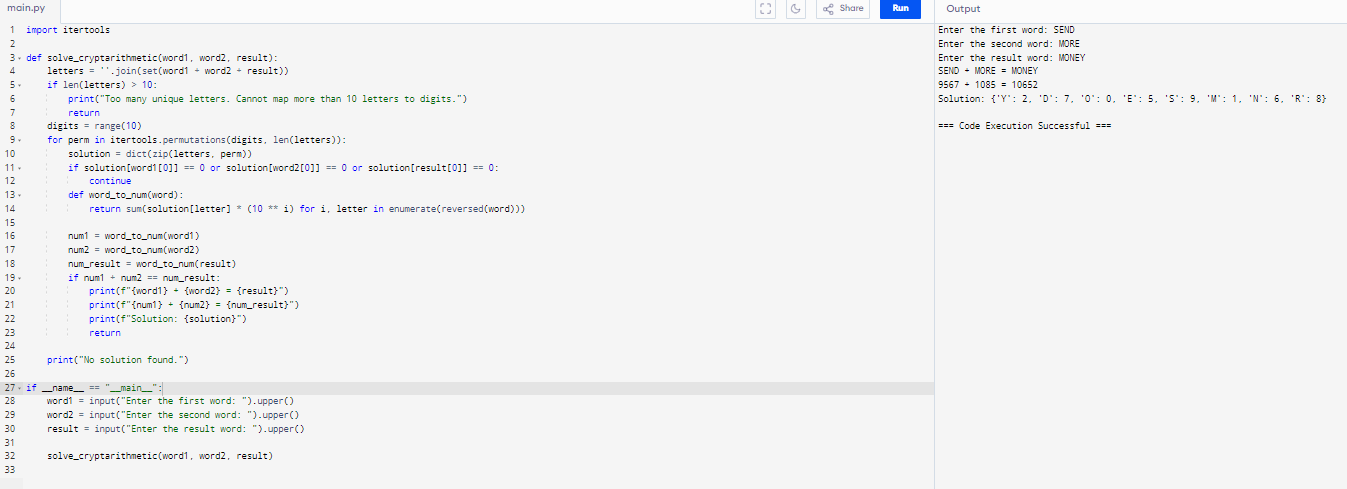 main.py
Share
Run
Output
1 import itertools
2
3 def solve_cryptarithmetic(word1, word2, result):
4 letters = ''.join(set(word1 + word2 + result))
5 if len(letters) > 10:
6 print("Too many unique letters. Cannot map more than 10 letters to digits.")
7 return
8 digits = range(10)
9 for perm in itertools.permutations(digits, len(letters)):
10 solution = dict(zip(letters, perm))
11 if solution[word1[0]] == 0 or solution[word2[0]] == 0 or solution[result[0]] == 0:
12 continue
13 def word_to_num(word):
14 return sum(solution[letter] * (10 ** i) for i, letter in enumerate(reversed(word)))
15
16 num1 = word_to_num(word1)
17 num2 = word_to_num(word2)
18 num_result = word_to_num(result)
19 if num1 + num2 == num_result:
20 print(f"{word1} + {word2} = {result}")
21 print(f"{num1} + {num2} = {num_result}")
22 print(f"Solution: {solution}")
23 return
24
25 print("No solution found.")
26
27 if __name__ == "__main__":
28 word1 = input("Enter the first word: ").upper()
29 word2 = input("Enter the second word: ").upper()
30 result = input("Enter the result word: ").upper()
31
32 solve_cryptarithmetic(word1, word2, result)
33
Enter the first word: SEND
Enter the second word: MORE
Enter the result word: MONEY
SEND + MORE = MONEY
9567 + 1085 = 10652
Solution: {'Y': 2, 'D': 7, 'O': 0, 'E': 5, 'S': 9, 'M': 1, 'N': 6, 'R': 8}
=== Code Execution Successful ===